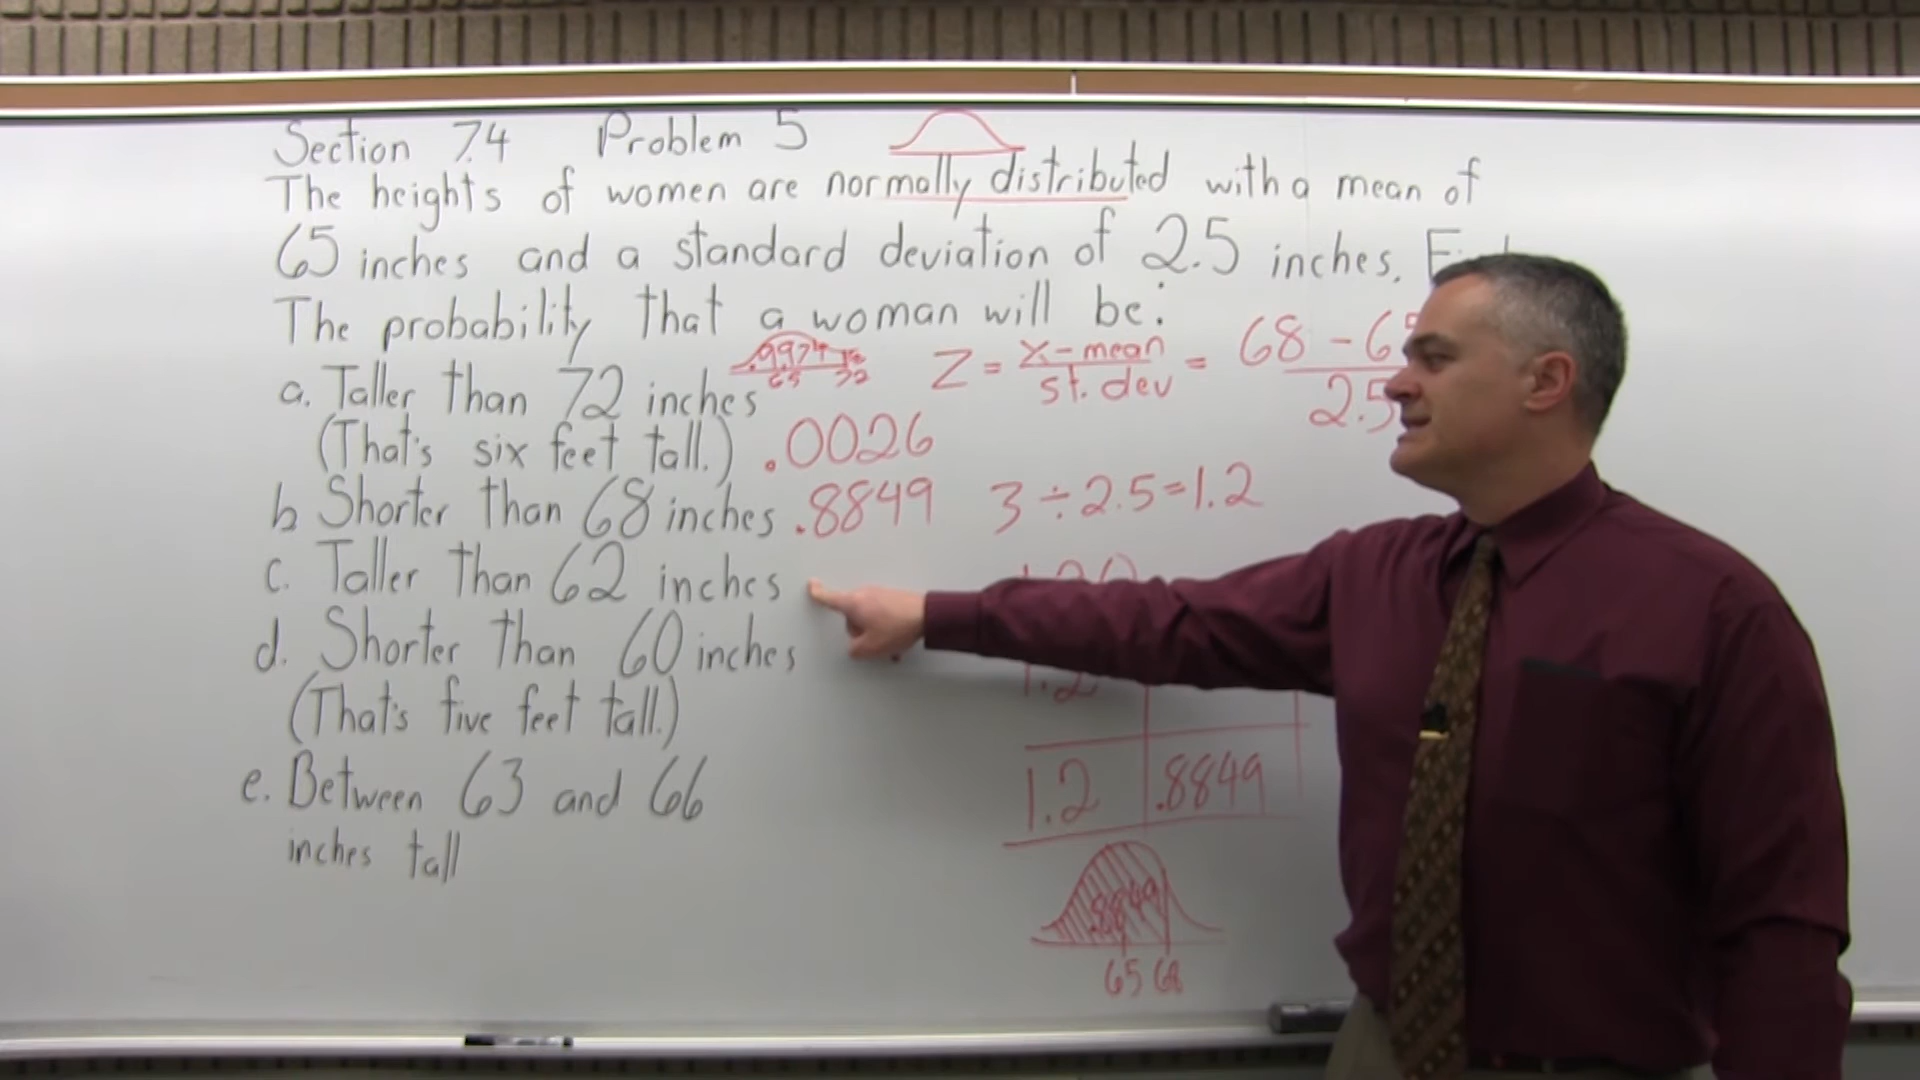 Section 7.4 Problem 5
The heights of women are normally distributed with a mean of
65 inches and a standard deviation of 2.5 inches.
The probability that a woman will be:
a. Taller than 72 inches
.9974
65 72
Z = x-mean / st. dev = 68 - 6 / 2.5
(That's six feet tall.) .0026
b Shorter than 68 inches .8849 3 ÷ 2.5 = 1.2
c. Taller than 62 inches
d. Shorter than 60 inches
(That's five feet tall.)
e. Between 63 and 66
inches tall
1.2 .8849
.8849
65 68